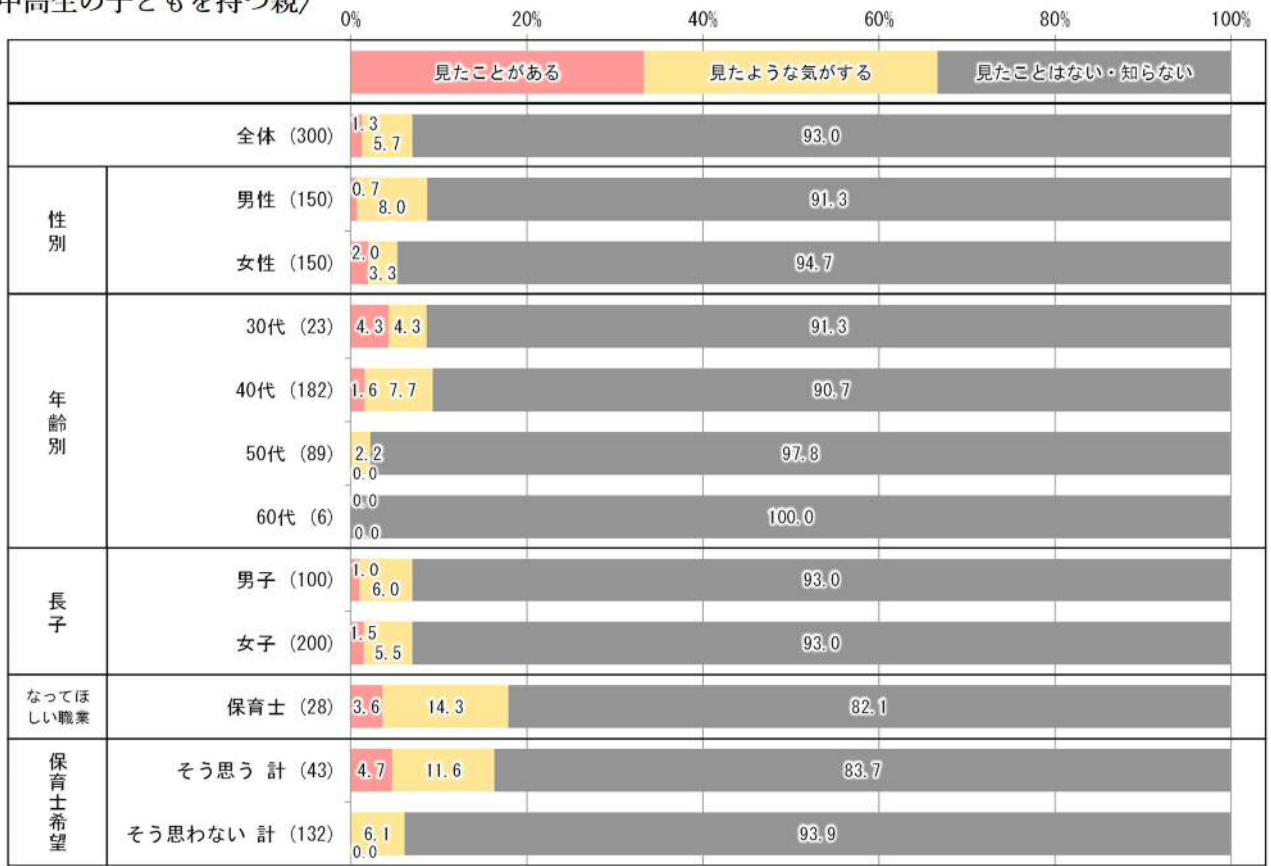 中高生の子どもを持つ親〉
0% 20% 40% 60% 80% 100%
見たことがある 見たような気がする 見たことはない・知らない
全体 (300) 1.3 5.7 93.0
性別
男性 (150) 0.7 8.0 91.3
女性 (150) 2.0 3.3 94.7
年齢別
30代 (23) 4.3 4.3 91.3
40代 (182) 1.6 7.7 90.7
50代 (89) 2.2 0.0 97.8
60代 (6) 0.0 0.0 100.0
長子
男子 (100) 1.0 6.0 93.0
女子 (200) 1.5 5.5 93.0
なってほ
しい職業
保育士 (28) 3.6 14.3 82.1
保育士希望
そう思う 計 (43) 4.7 11.6 83.7
そう思わない 計 (132) 6.1 0.0 93.9